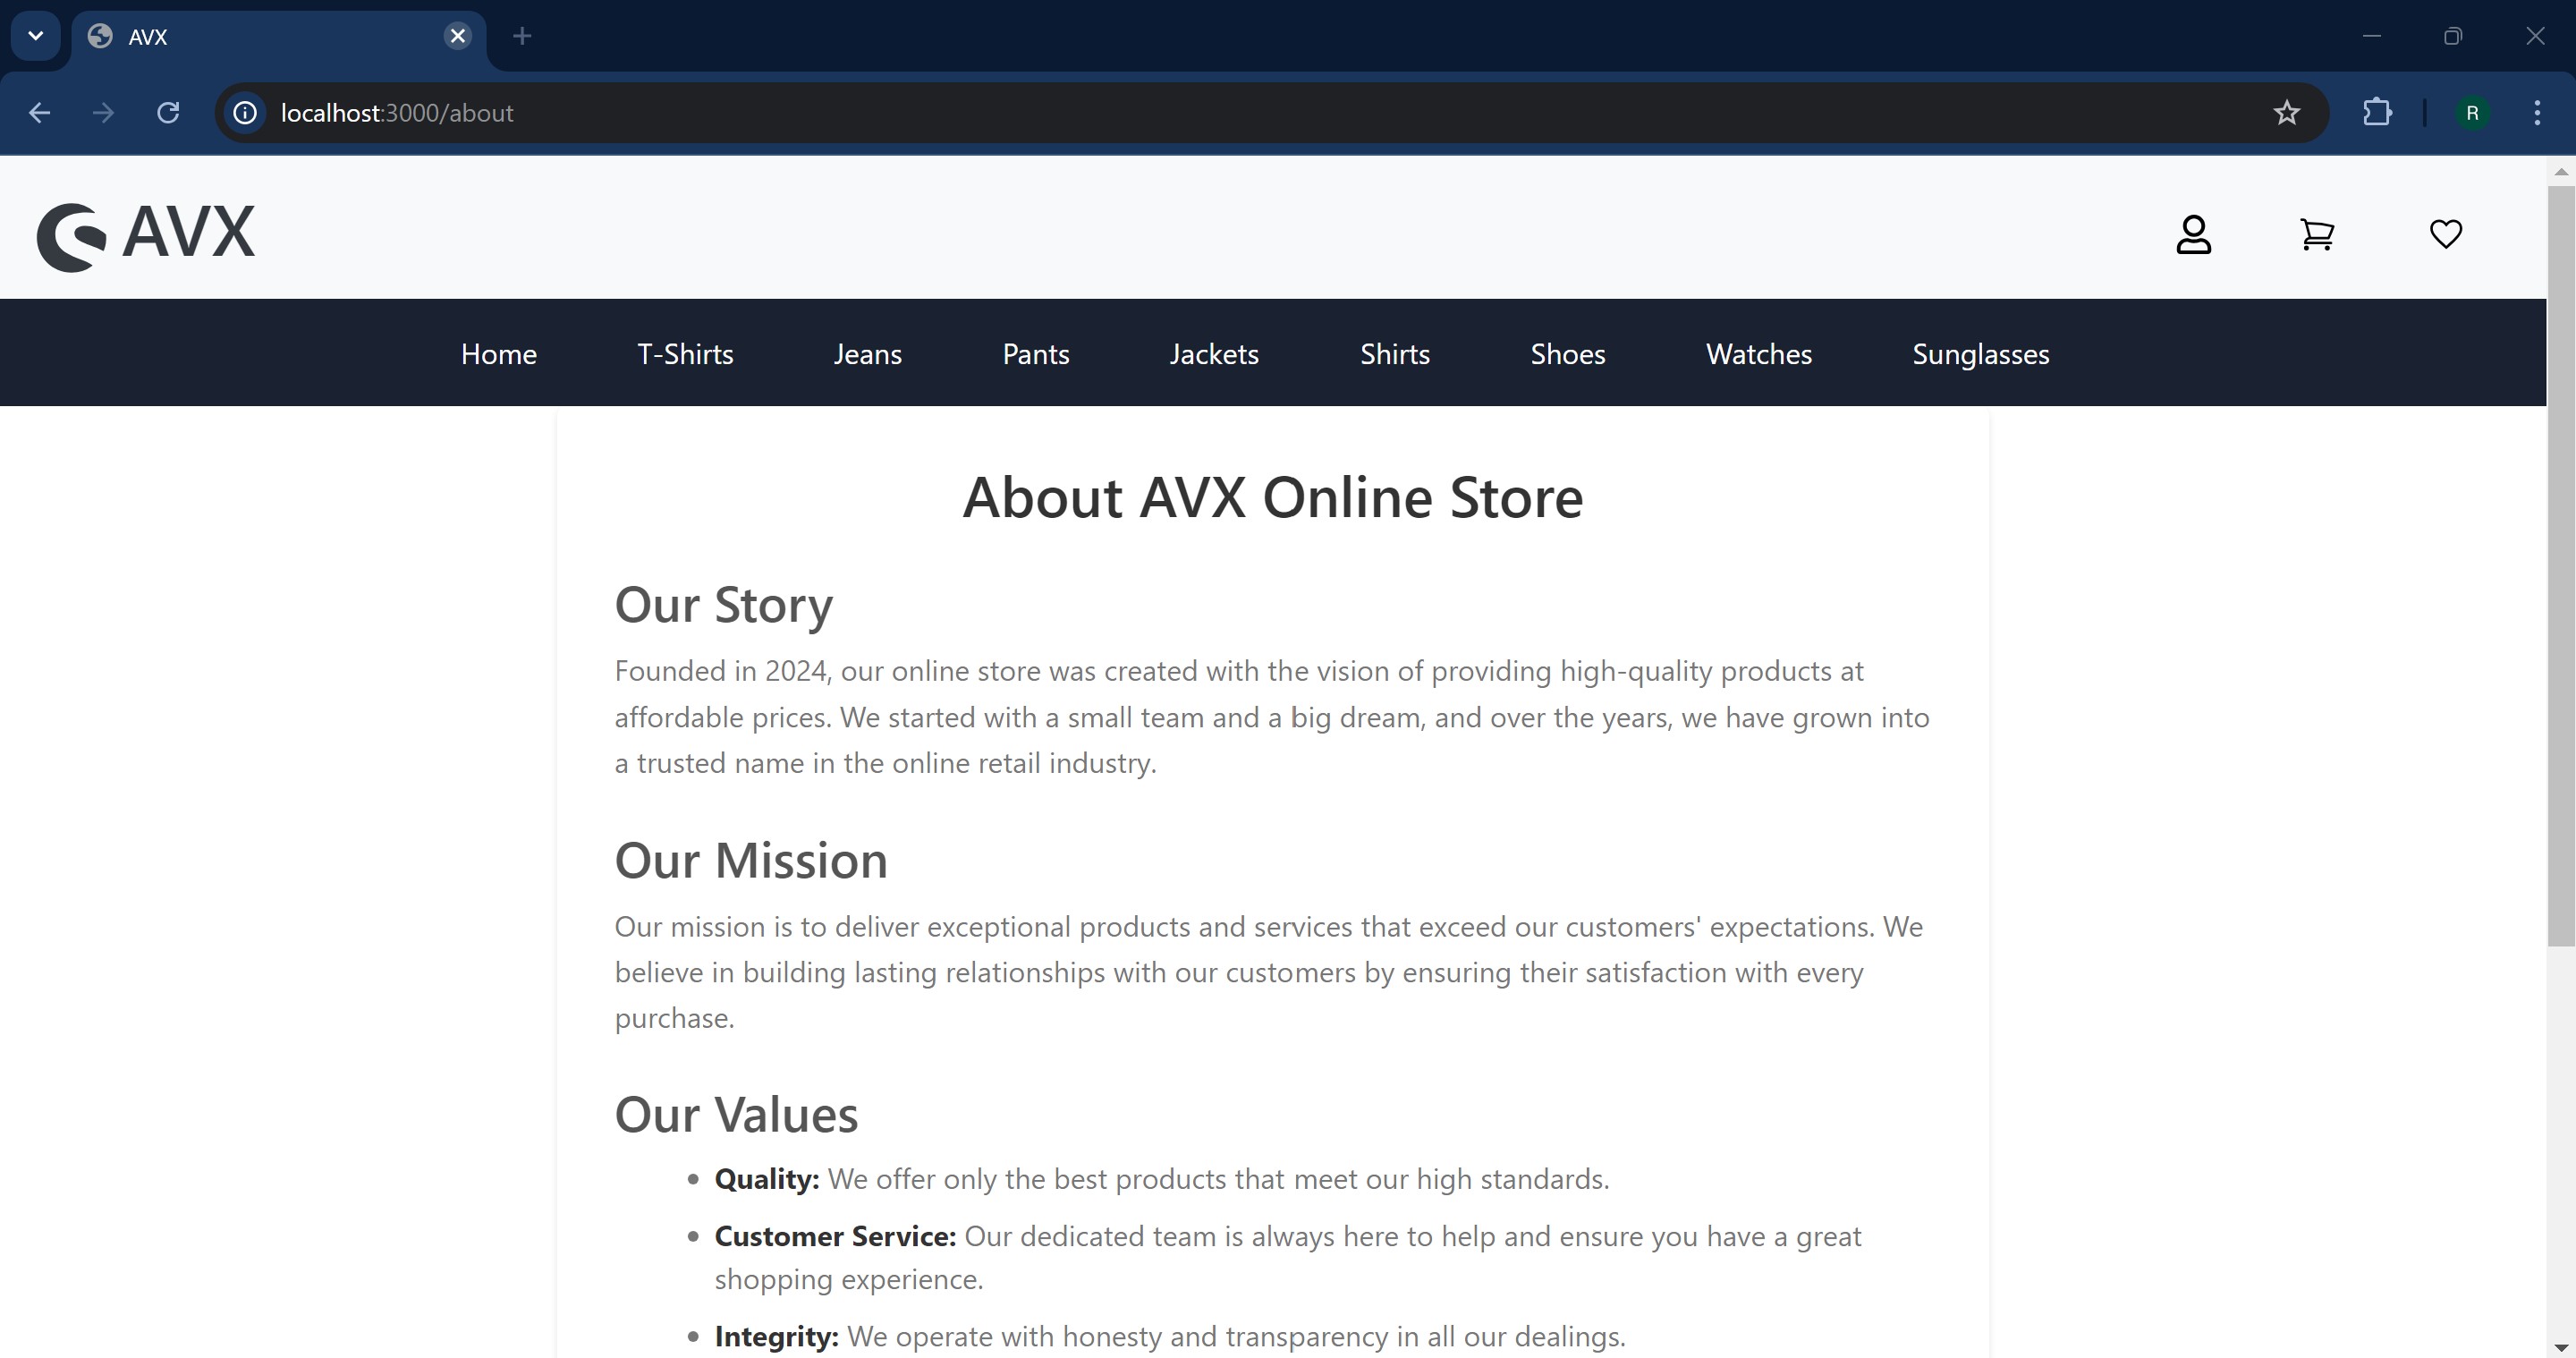 AVX
localhost:3000/about
R
AVX
Home T-Shirts Jeans Pants Jackets Shirts Shoes Watches Sunglasses
About AVX Online Store
Our Story
Founded in 2024, our online store was created with the vision of providing high-quality products at
affordable prices. We started with a small team and a big dream, and over the years, we have grown into
a trusted name in the online retail industry.
Our Mission
Our mission is to deliver exceptional products and services that exceed our customers' expectations. We
believe in building lasting relationships with our customers by ensuring their satisfaction with every
purchase.
Our Values
• Quality: We offer only the best products that meet our high standards.
• Customer Service: Our dedicated team is always here to help and ensure you have a great
shopping experience.
• Integrity: We operate with honesty and transparency in all our dealings.